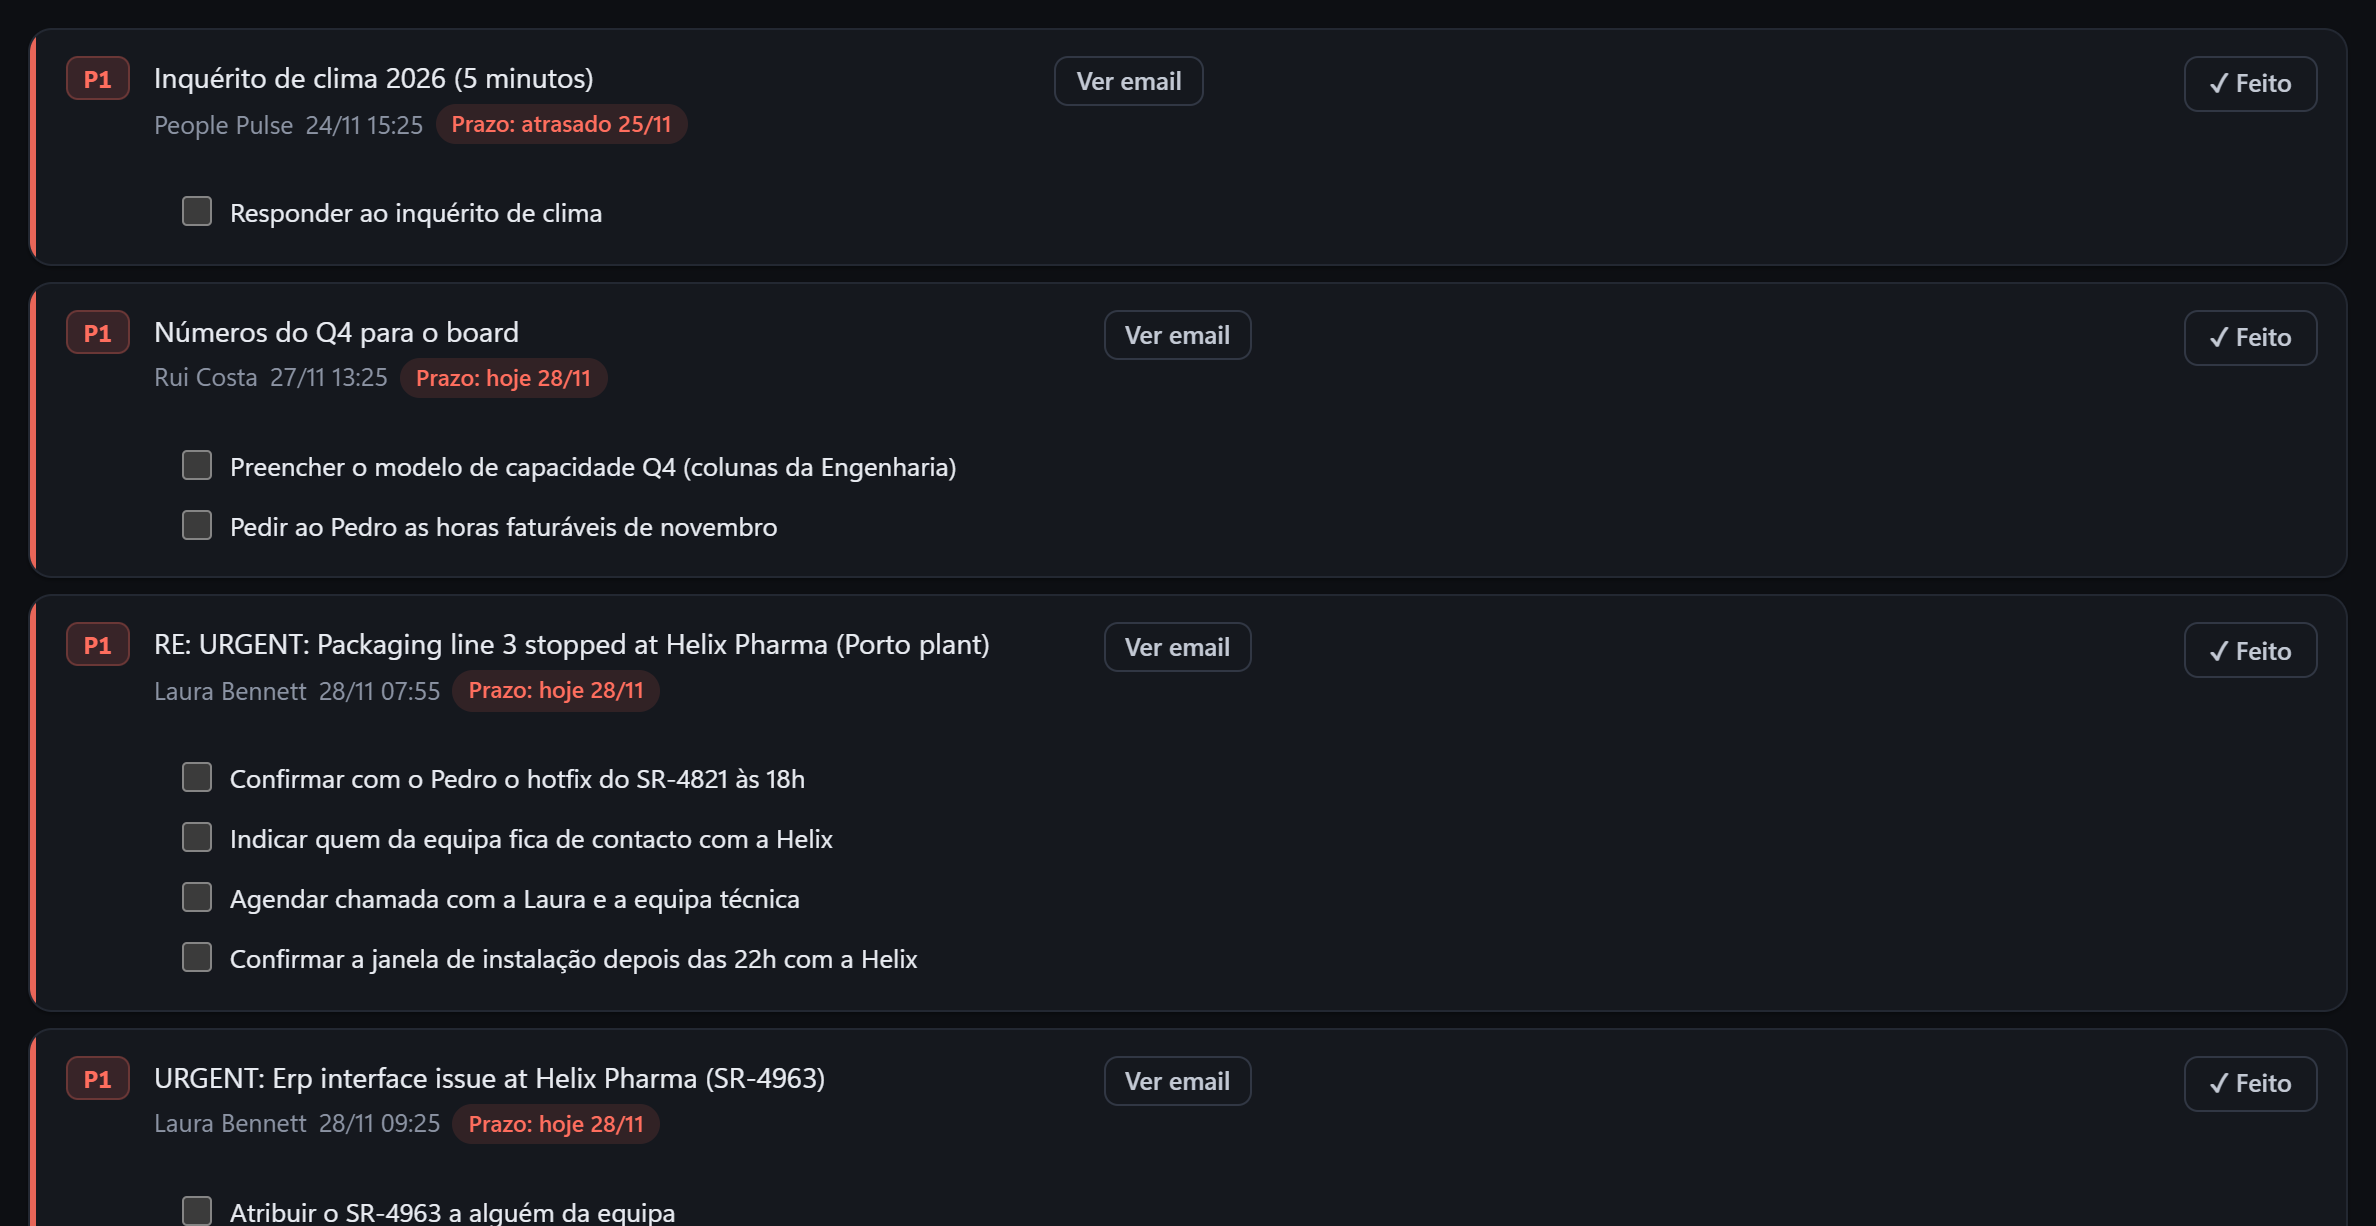 P1 Inquérito de clima 2026 (5 minutos) Ver email ✓ Feito
People Pulse 24/11 15:25 Prazo: atrasado 25/11
Responder ao inquérito de clima
P1 Números do Q4 para o board Ver email ✓ Feito
Rui Costa 27/11 13:25 Prazo: hoje 28/11
Preencher o modelo de capacidade Q4 (colunas da Engenharia)
Pedir ao Pedro as horas faturáveis de novembro
P1 RE: URGENT: Packaging line 3 stopped at Helix Pharma (Porto plant) Ver email ✓ Feito
Laura Bennett 28/11 07:55 Prazo: hoje 28/11
Confirmar com o Pedro o hotfix do SR-4821 às 18h
Indicar quem da equipa fica de contacto com a Helix
Agendar chamada com a Laura e a equipa técnica
Confirmar a janela de instalação depois das 22h com a Helix
P1 URGENT: Erp interface issue at Helix Pharma (SR-4963) Ver email ✓ Feito
Laura Bennett 28/11 09:25 Prazo: hoje 28/11
Atribuir o SR-4963 a alguém da equipa